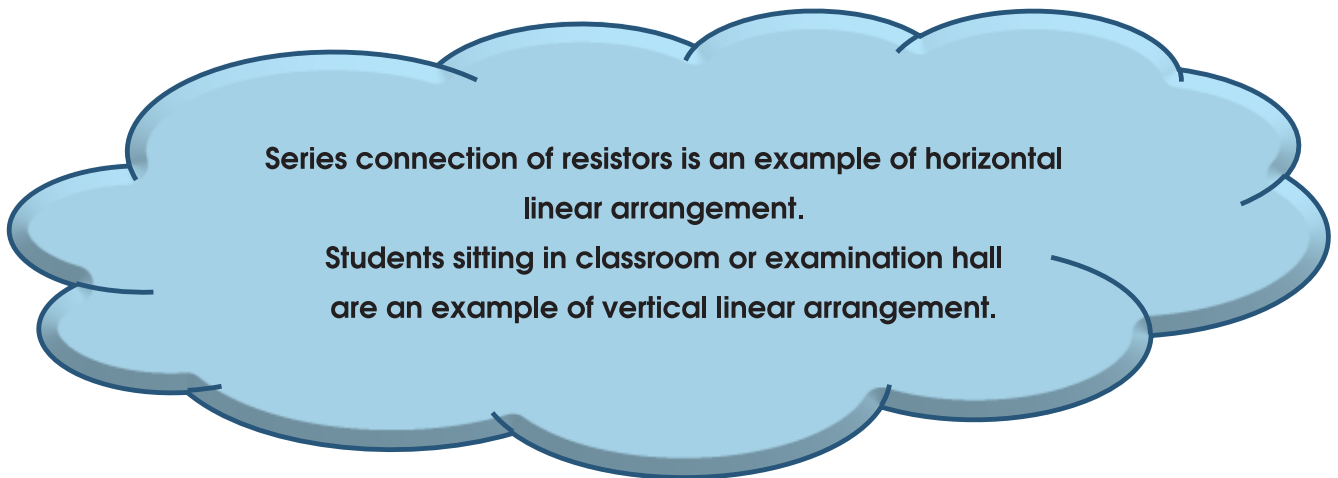 Series connection of resistors is an example of horizontal
linear arrangement.
Students sitting in classroom or examination hall
are an example of vertical linear arrangement.